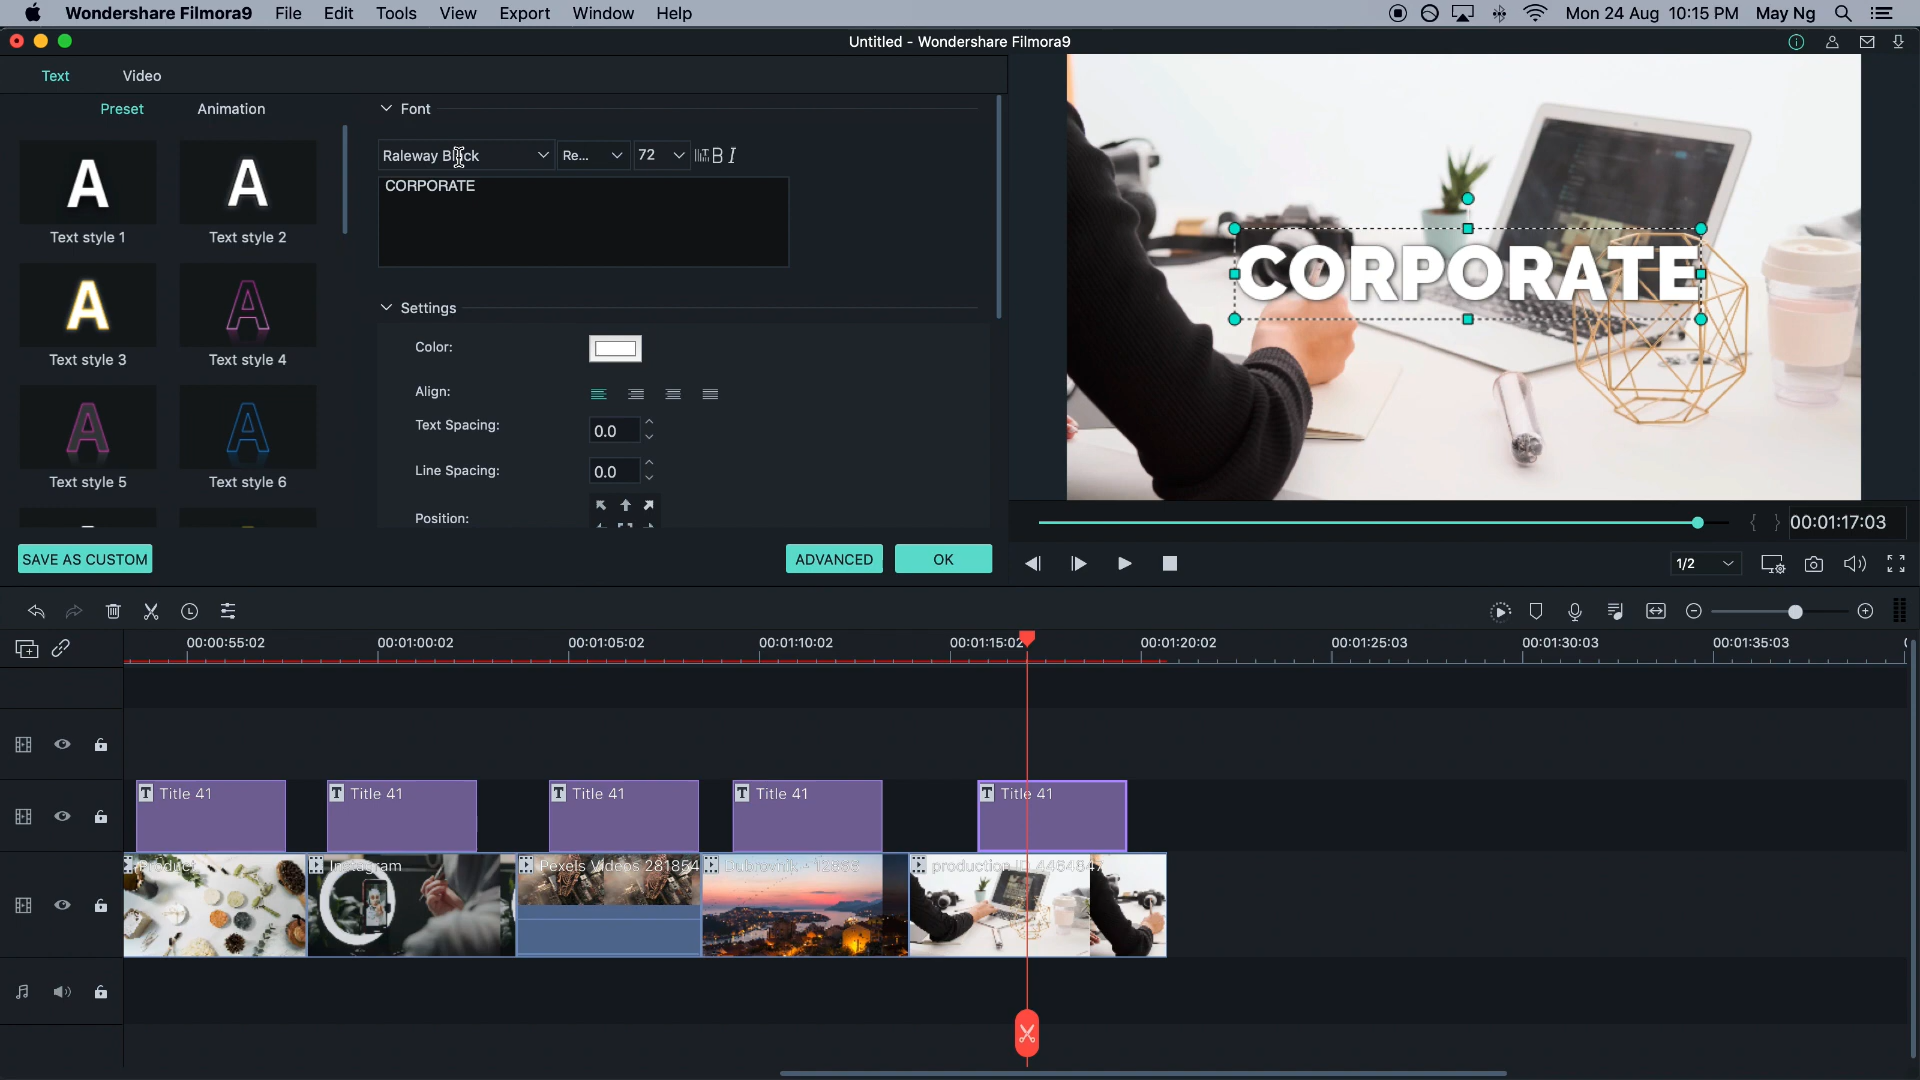 Wondershare Filmora9 File Edit Tools View Export Window Help
Mon 24 Aug 10:15 PM May Ng
Untitled - Wondershare Filmora9
Text Video
Preset Animation
Font
Raleway Black Re... 72 B I
CORPORATE
A A
Text style 1 Text style 2
A A
Text style 3 Text style 4
A A
Text style 5 Text style 6
Settings
Color:
Align:
Text Spacing: 0.0
Line Spacing: 0.0
Position:
SAVE AS CUSTOM ADVANCED OK
CORPORATE
{ } 00:01:17:03
1/2
00:00:55:02 00:01:00:02 00:01:05:02 00:01:10:02 00:01:15:02 00:01:20:02 00:01:25:03 00:01:30:03 00:01:35:03
T Title 41 T Title 41 T Title 41 T Title 41 T Title 41
Product Instagram Pexels Videos 281854 Dubrovnik - production ID_